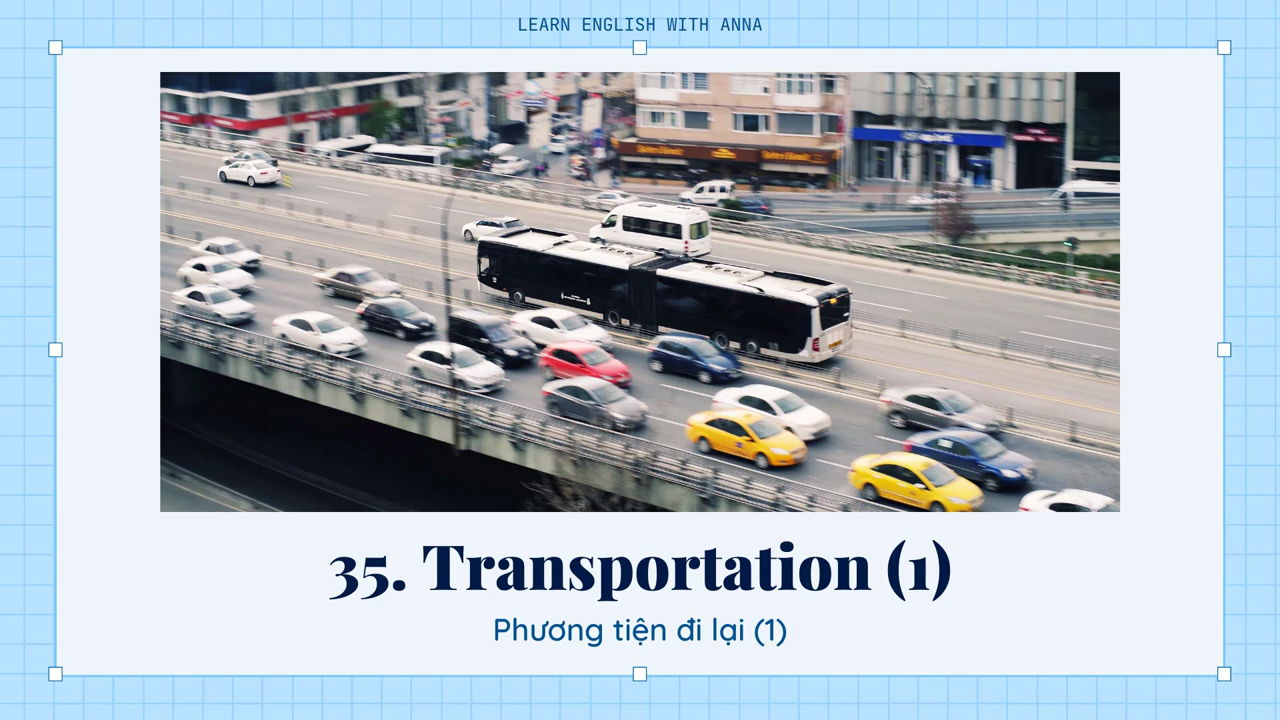 LEARN ENGLISH WITH ANNA
35. Transportation (1)
Phương tiện đi lại (1)